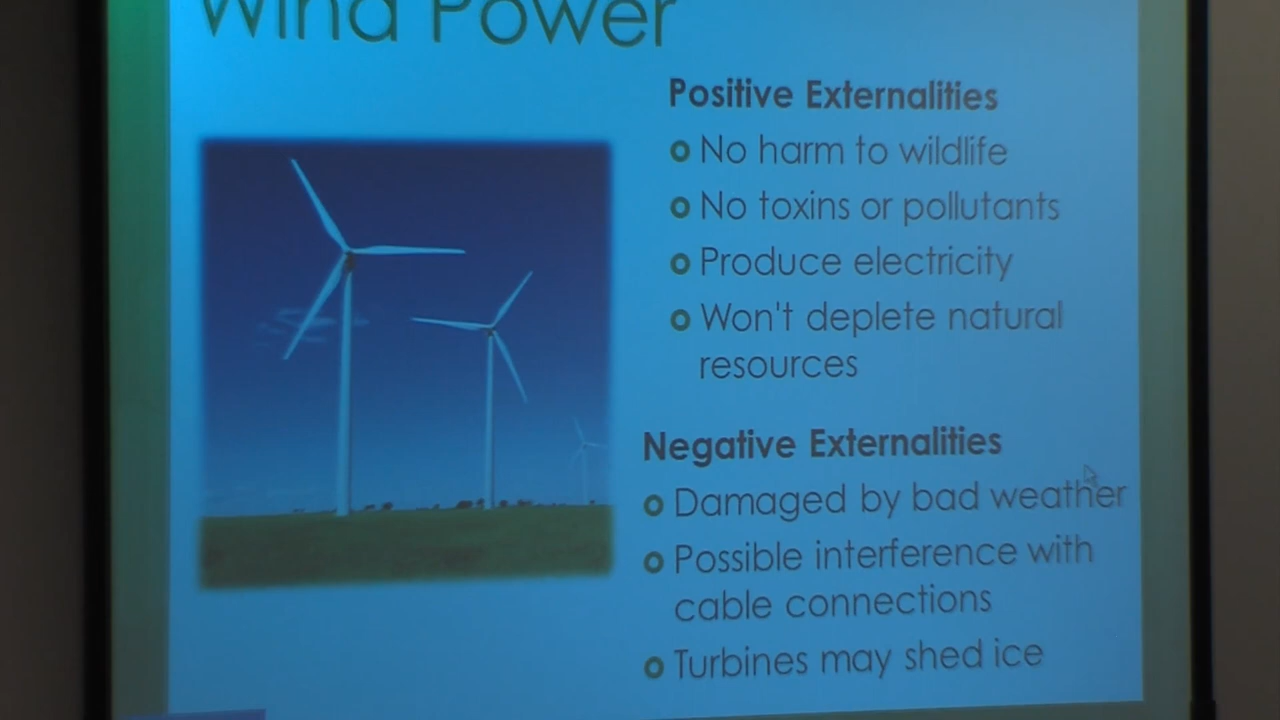 Wind Power
Positive Externalities
No harm to wildlife
No toxins or pollutants
Produce electricity
Won't deplete natural
resources
Negative Externalities
Damaged by bad weather
Possible interference with
cable connections
Turbines may shed ice